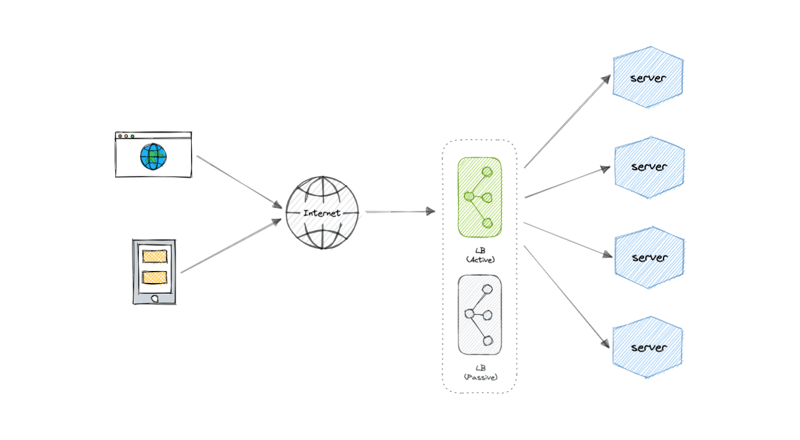 server
server
Internet
LB
(Active)
server
LB
(Passive)
server